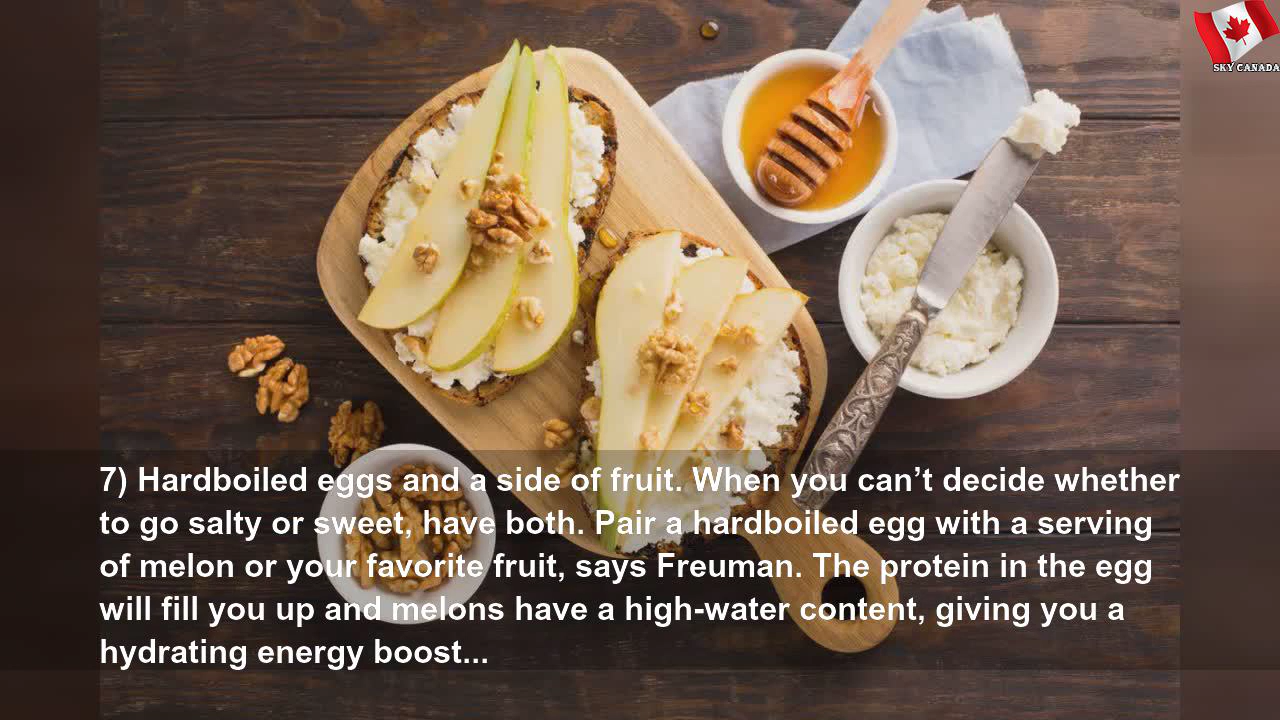 SKY CANADA
7) Hardboiled eggs and a side of fruit. When you can’t decide whether
to go salty or sweet, have both. Pair a hardboiled egg with a serving
of melon or your favorite fruit, says Freuman. The protein in the egg
will fill you up and melons have a high-water content, giving you a
hydrating energy boost...